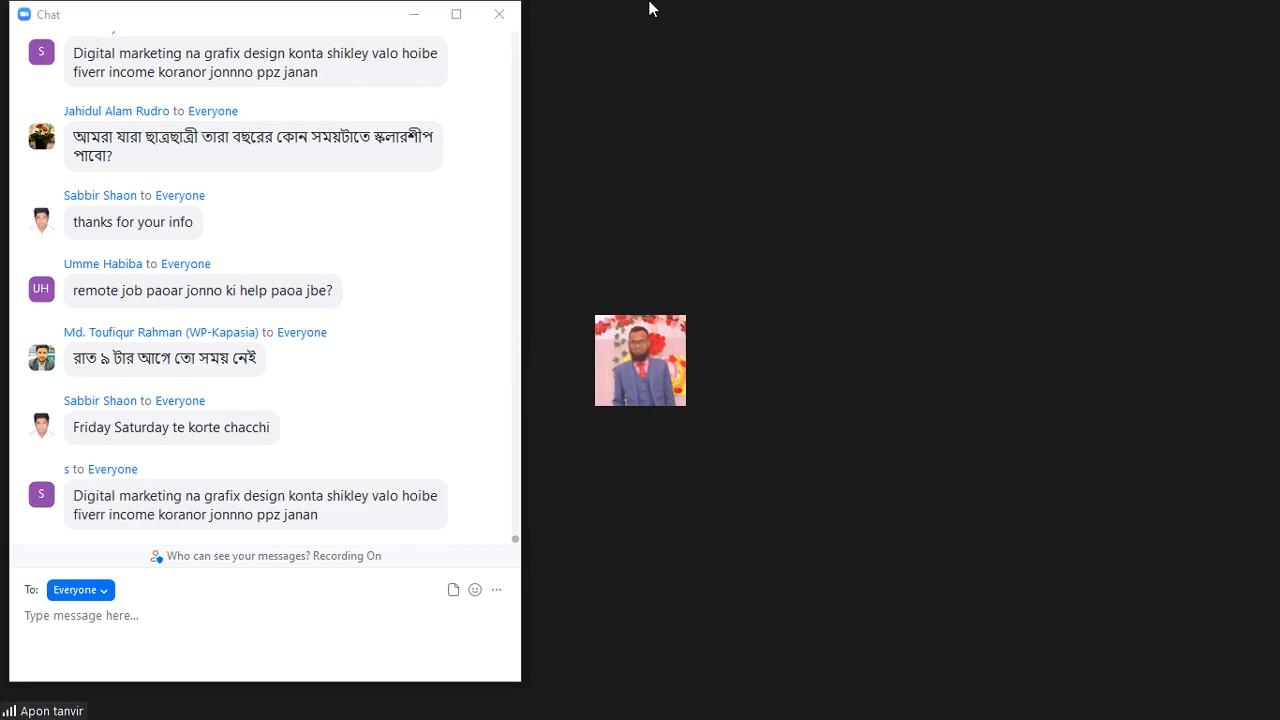 Chat
S
Digital marketing na grafix design konta shikley valo hoibe
fiverr income koranor jonnno ppz janan
Jahidul Alam Rudro to Everyone
আমরা যারা ছাত্রছাত্রী তারা বছরের কোন সময়টাতে স্কলারশীপ
পাবো?
Sabbir Shaon to Everyone
thanks for your info
Umme Habiba to Everyone
UH
remote job paoar jonno ki help paoa jbe?
Md. Toufiqur Rahman (WP-Kapasia) to Everyone
রাত ৯ টার আগে তো সময় নেই
Sabbir Shaon to Everyone
Friday Saturday te korte chacchi
s to Everyone
S
Digital marketing na grafix design konta shikley valo hoibe
fiverr income koranor jonnno ppz janan
Who can see your messages? Recording On
To: Everyone
Type message here...
Apon tanvir